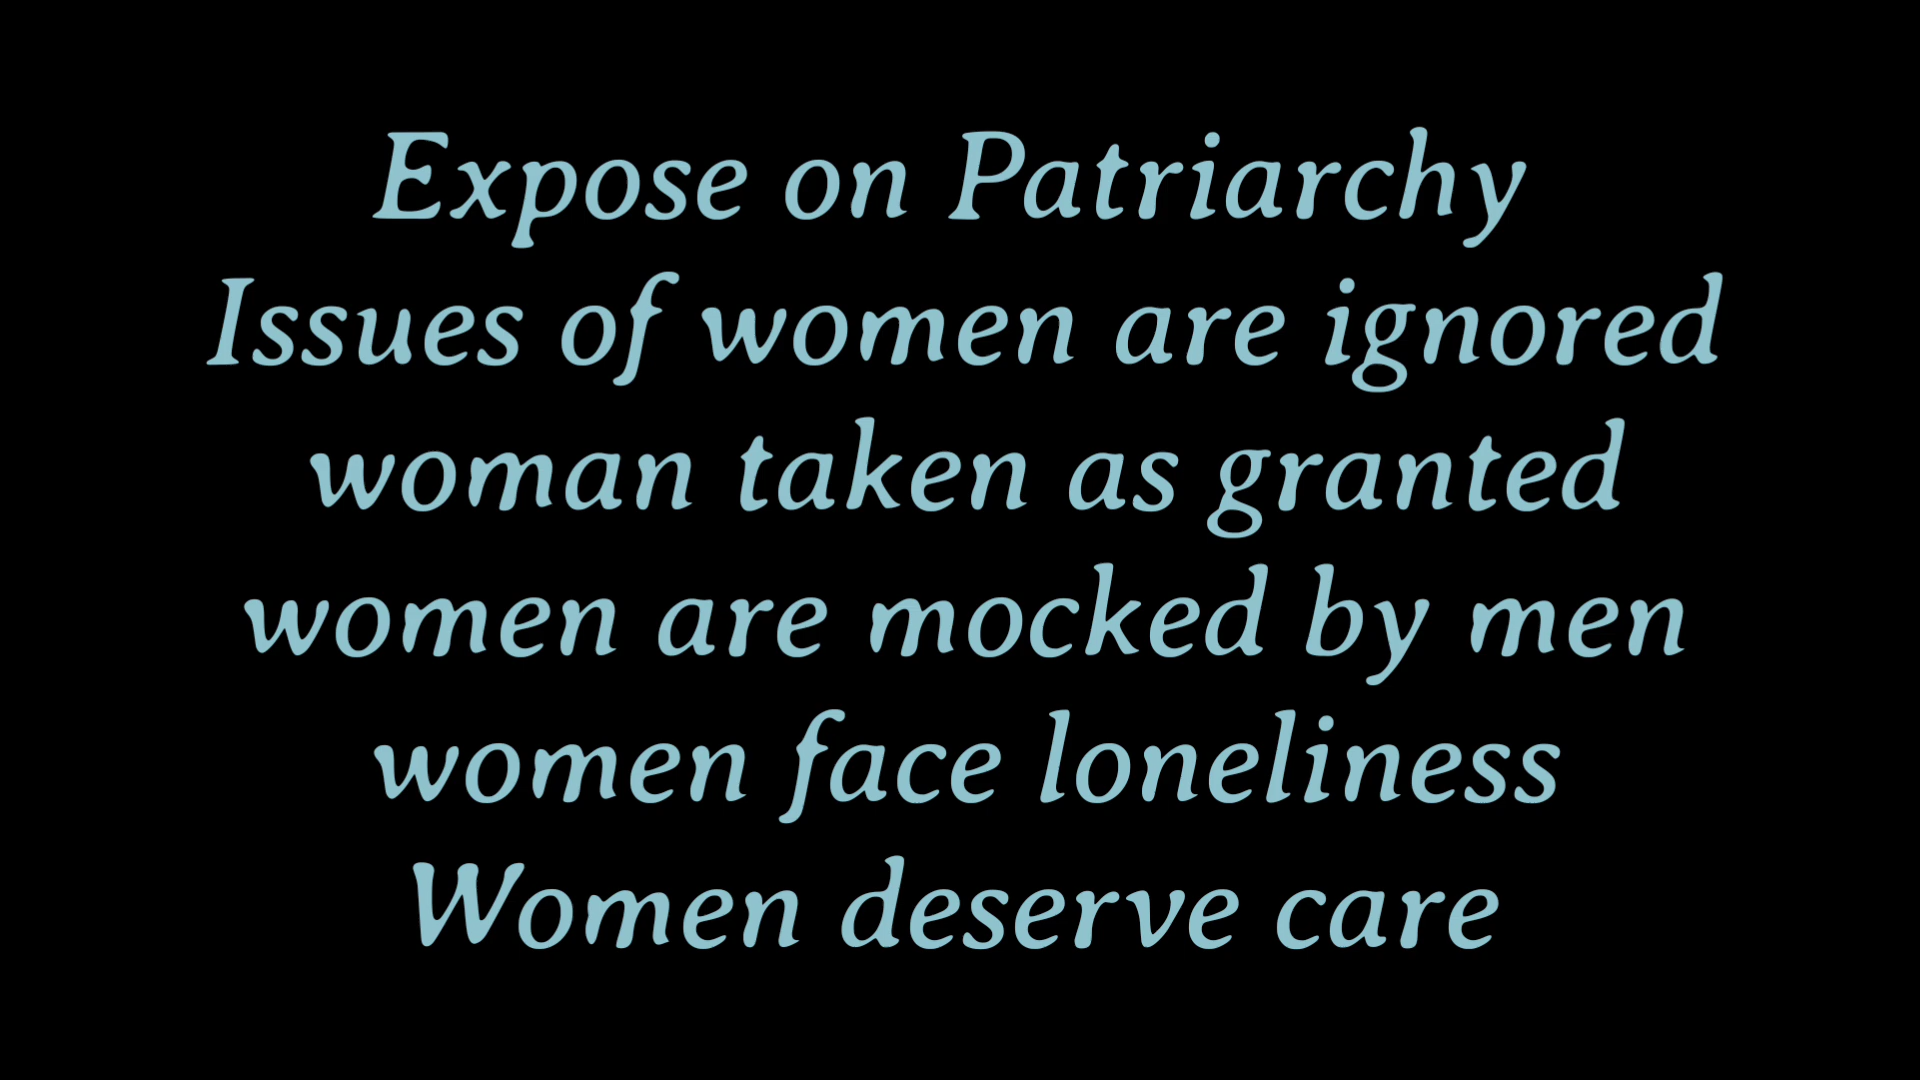 Expose on Patriarchy
Issues of women are ignored
woman taken as granted
women are mocked by men
women face loneliness
Women deserve care